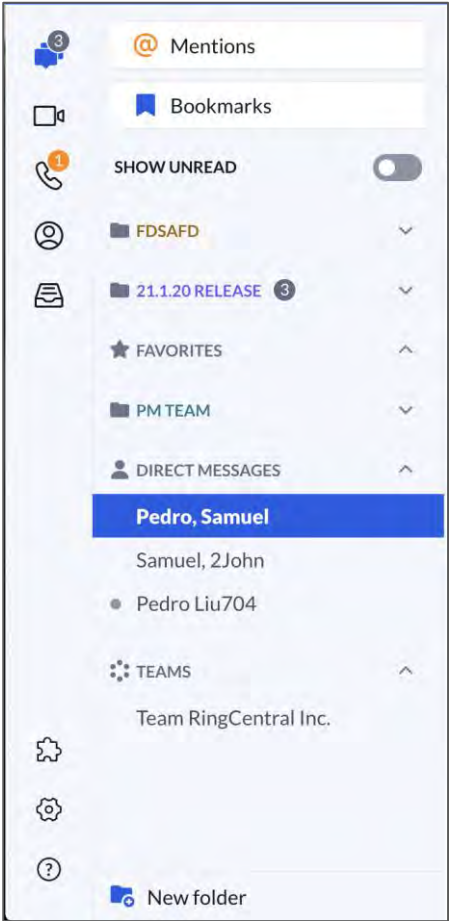 3
@ Mentions
Bookmarks
SHOW UNREAD
1
FDSAFD
21.1.20 RELEASE 3
FAVORITES
PM TEAM
DIRECT MESSAGES
Pedro, Samuel
Samuel, 2John
Pedro Liu704
TEAMS
Team RingCentral Inc.
?
New folder